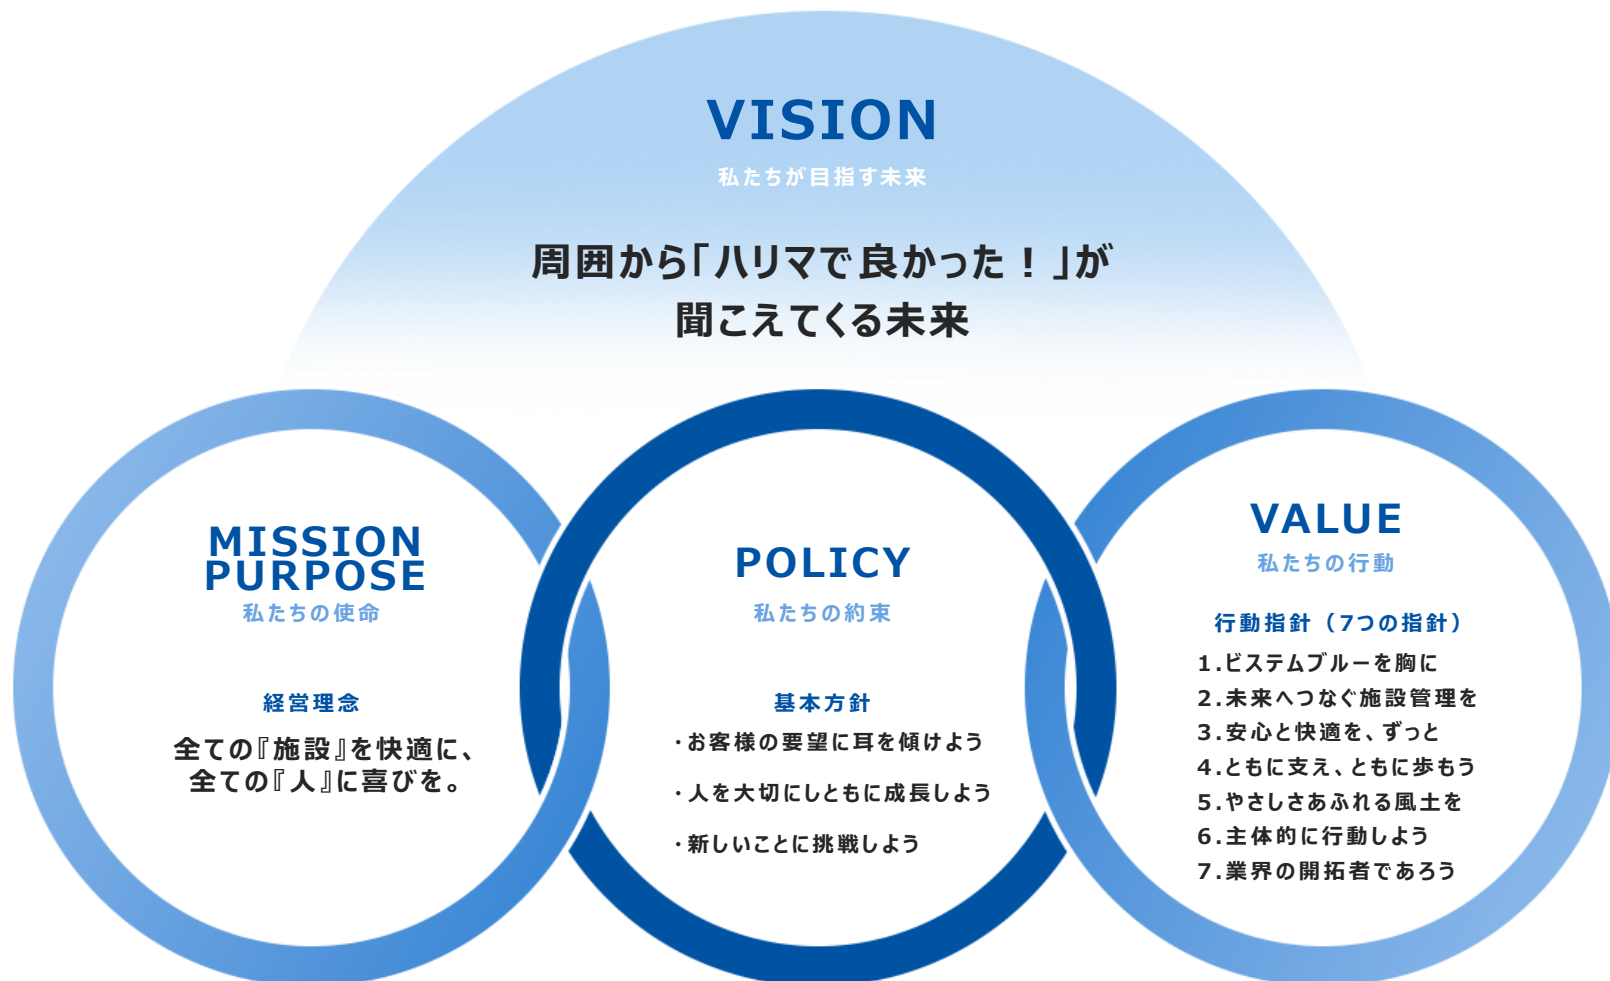 VISION
私たちが目指す未来
周囲から「ハリマで良かった！」が
聞こえてくる未来
MISSION
PURPOSE
私たちの使命
経営理念
全ての『施設』を快適に、
全ての『人』に喜びを。
POLICY
私たちの約束
基本方針
・お客様の要望に耳を傾けよう
・人を大切にしともに成長しよう
・新しいことに挑戦しよう
VALUE
私たちの行動
行動指針（7つの指針）
1.ビステムブルーを胸に
2.未来へつなぐ施設管理を
3.安心と快適を、ずっと
4.ともに支え、ともに歩もう
5.やさしさあふれる風土を
6.主体的に行動しよう
7.業界の開拓者であろう